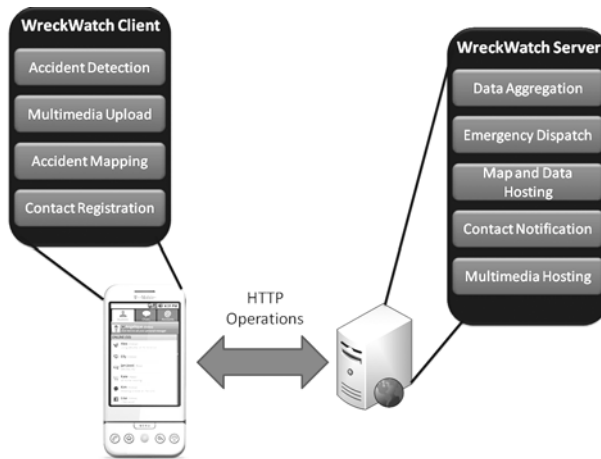 WreckWatch Client
Accident Detection
Multimedia Upload
Accident Mapping
Contact Registration
WreckWatch Server
Data Aggregation
Emergency Dispatch
Map and Data
Hosting
Contact Notification
Multimedia Hosting
HTTP
Operations